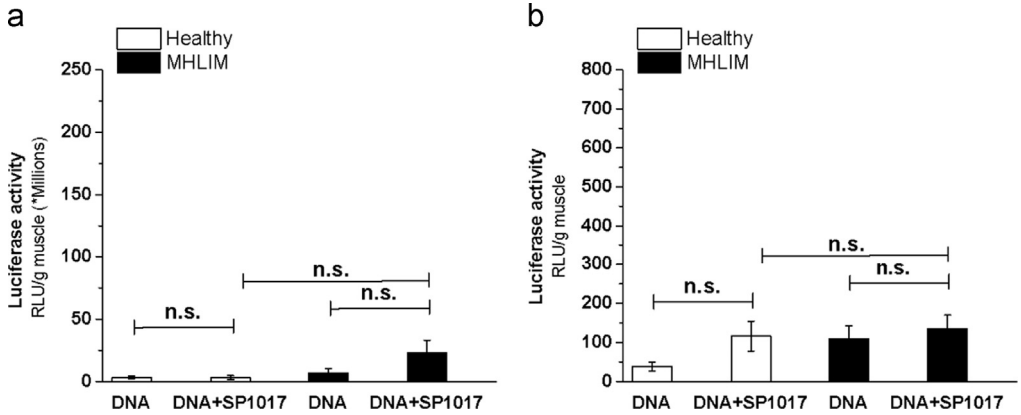 a
Healthy
MHLIM
Luciferase activity
RLU/g muscle (*Millions)
250
200
150
100
50
25
0
n.s.
n.s.
n.s.
DNA DNA+SP1017 DNA DNA+SP1017
b
Healthy
MHLIM
Luciferase activity
RLU/g muscle
800
700
600
500
400
300
200
100
0
n.s.
n.s.
n.s.
DNA DNA+SP1017 DNA DNA+SP1017